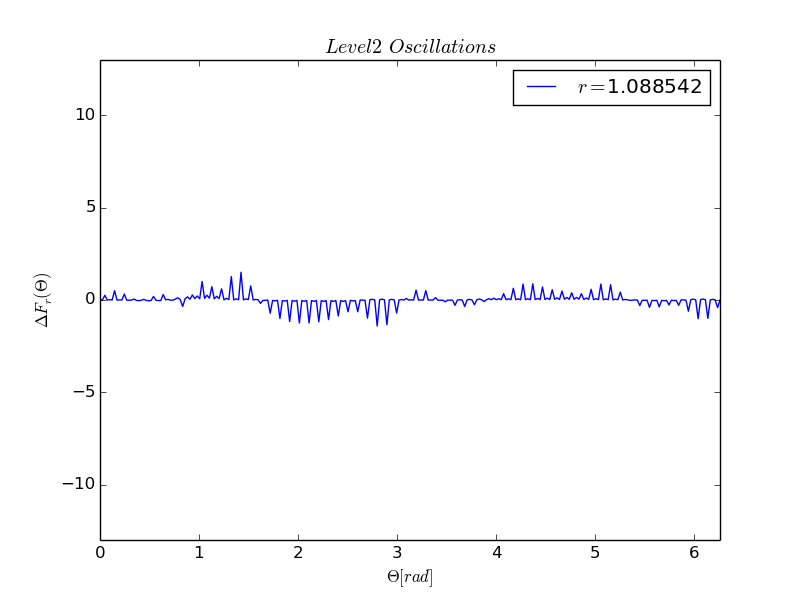 Level2 Oscillations
r=1.088542
10
5
0
−5
−10
ΔF_r(Θ)
0 1 2 3 4 5 6
Θ[rad]